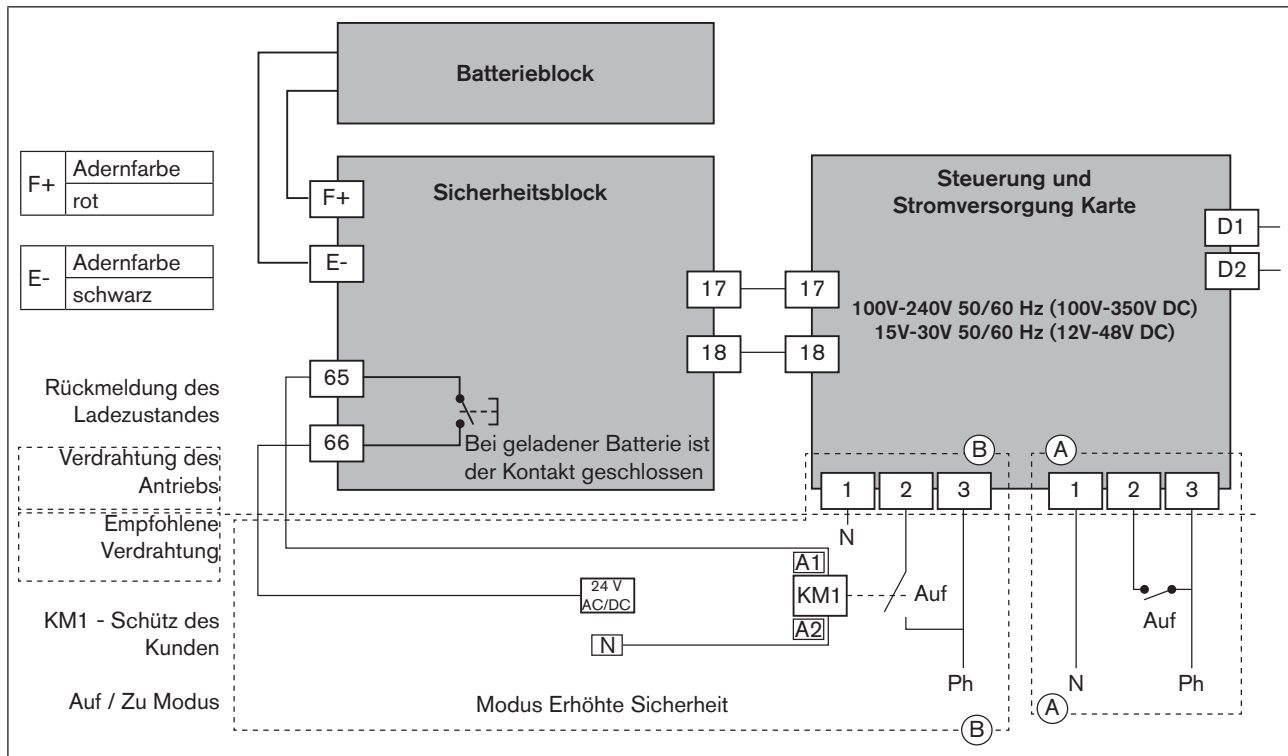 Batterieblock
F+
Adernfarbe
rot
E-
Adernfarbe
schwarz
F+
E-
Sicherheitsblock
17
18
17
18
Steuerung und
Stromversorgung Karte
D1
D2
100V-240V 50/60 Hz (100V-350V DC)
15V-30V 50/60 Hz (12V-48V DC)
Rückmeldung des
Ladezustandes
65
66
Bei geladener Batterie ist
der Kontakt geschlossen
Verdrahtung des
Antriebs
Empfohlene
Verdrahtung
B
A
1
2
3
1
2
3
N
A1
KM1
A2
Auf
24 V
AC/DC
N
Auf
KM1 - Schütz des
Kunden
Ph
N
Ph
Auf / Zu Modus
Modus Erhöhte Sicherheit
B
A